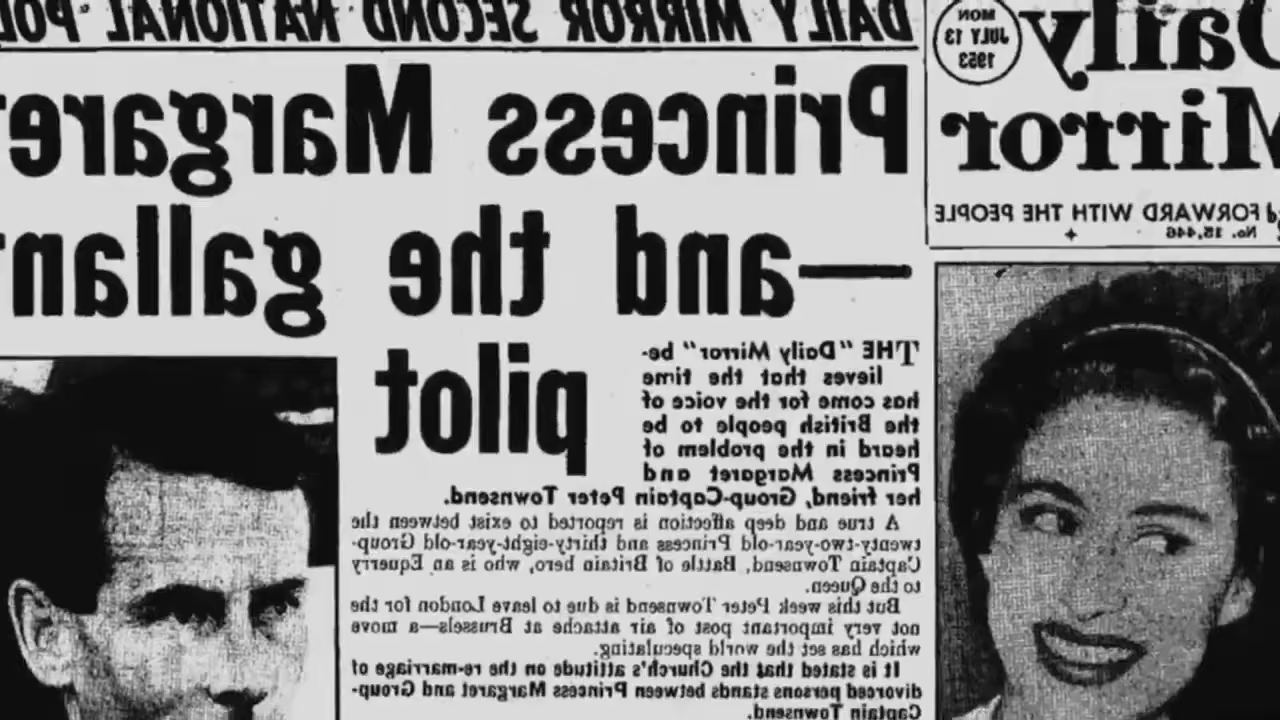 DAILY MIRROR SECOND NATIONAL POL
MON
JULY 13
1953
Daily
Mirror
FORWARD WITH THE PEOPLE
No. 15,446
Princess Margare
—and the gallan
pilot
THE "Daily Mirror" be-
lieves that the time
has come for the voice of
the British people to be
heard in the problem of
Princess Margaret and
her friend, Group-Captain Peter Townsend.
A true and deep affection is reported to exist between the
twenty-two-year-old Princess and thirty-eight-year-old Group-
Captain Townsend, Battle of Britain hero, who is an Equerry
to the Queen.
But this week Peter Townsend is due to leave London for the
not very important post of air attache at Brussels—a move
which has set the world speculating.
It is stated that the Church's attitude on the re-marriage of
divorced persons stands between Princess Margaret and Group-
Captain Townsend.